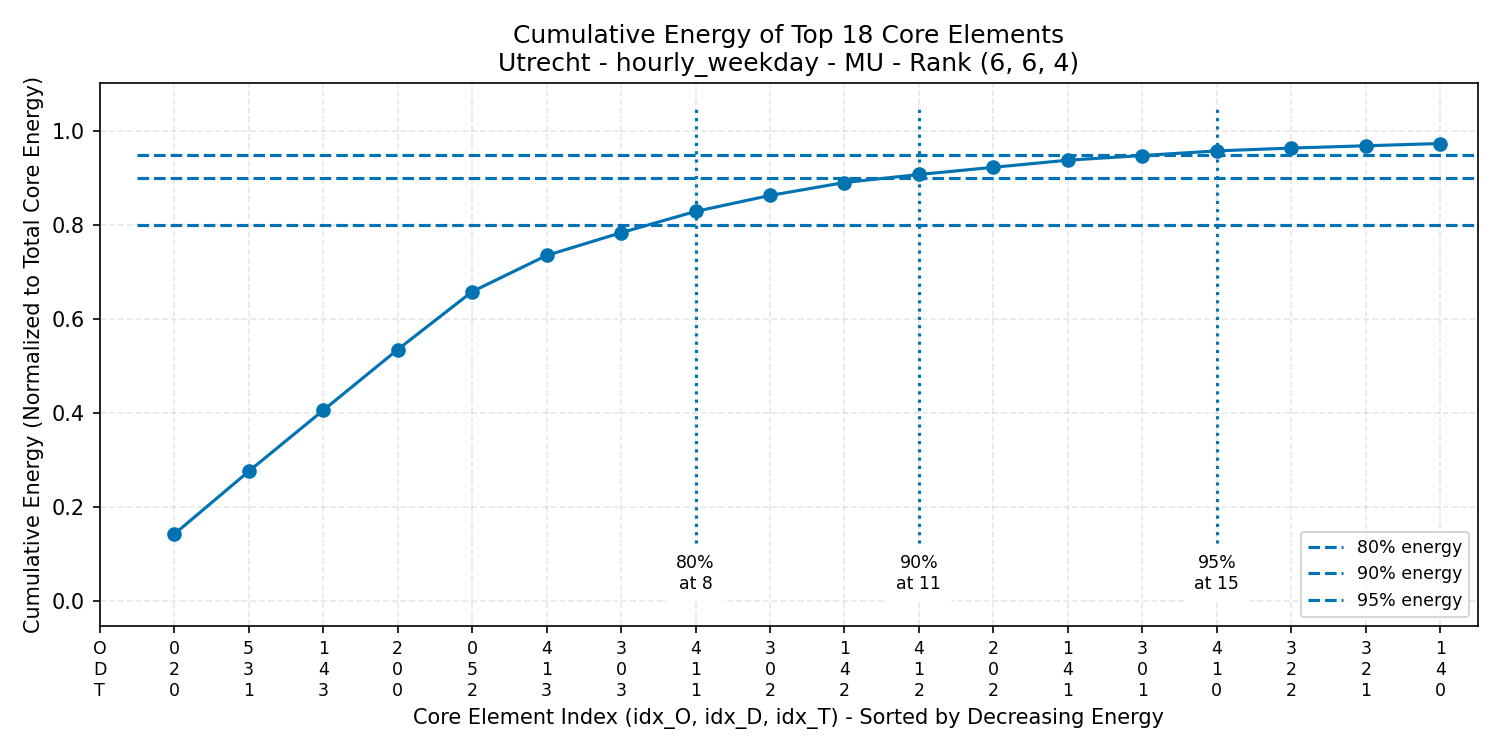 Cumulative Energy of Top 18 Core Elements
Utrecht - hourly_weekday - MU - Rank (6, 6, 4)
Cumulative Energy (Normalized to Total Core Energy)
1.0
0.8
0.6
0.4
0.2
0.0
80%
at 8
90%
at 11
95%
at 15
80% energy
90% energy
95% energy
O 0 5 1 2 0 4 3 4 3 1 4 2 1 3 4 3 3 1
D 2 3 4 0 5 1 0 1 0 4 1 0 4 0 1 2 2 4
T 0 1 3 0 2 3 3 1 2 2 2 2 1 1 0 2 1 0
Core Element Index (idx_O, idx_D, idx_T) - Sorted by Decreasing Energy